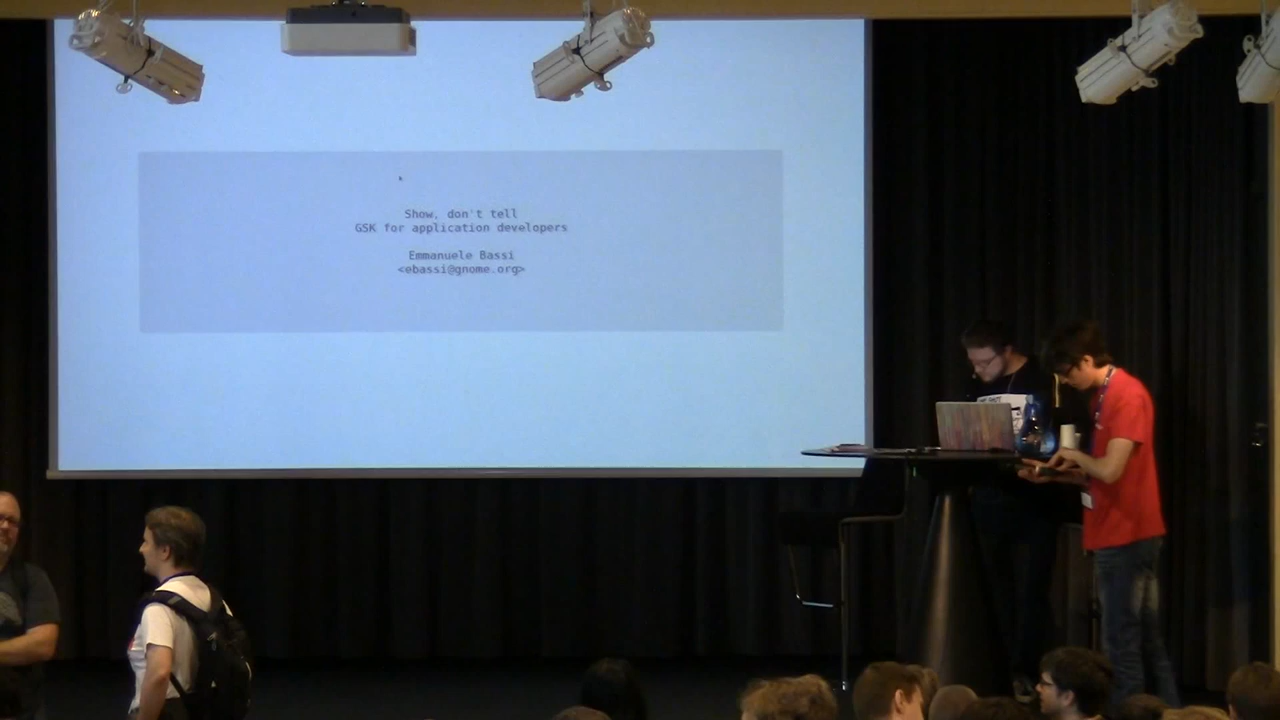 Show, don't tell
GSK for application developers
Emmanuele Bassi
<ebassi@gnome.org>